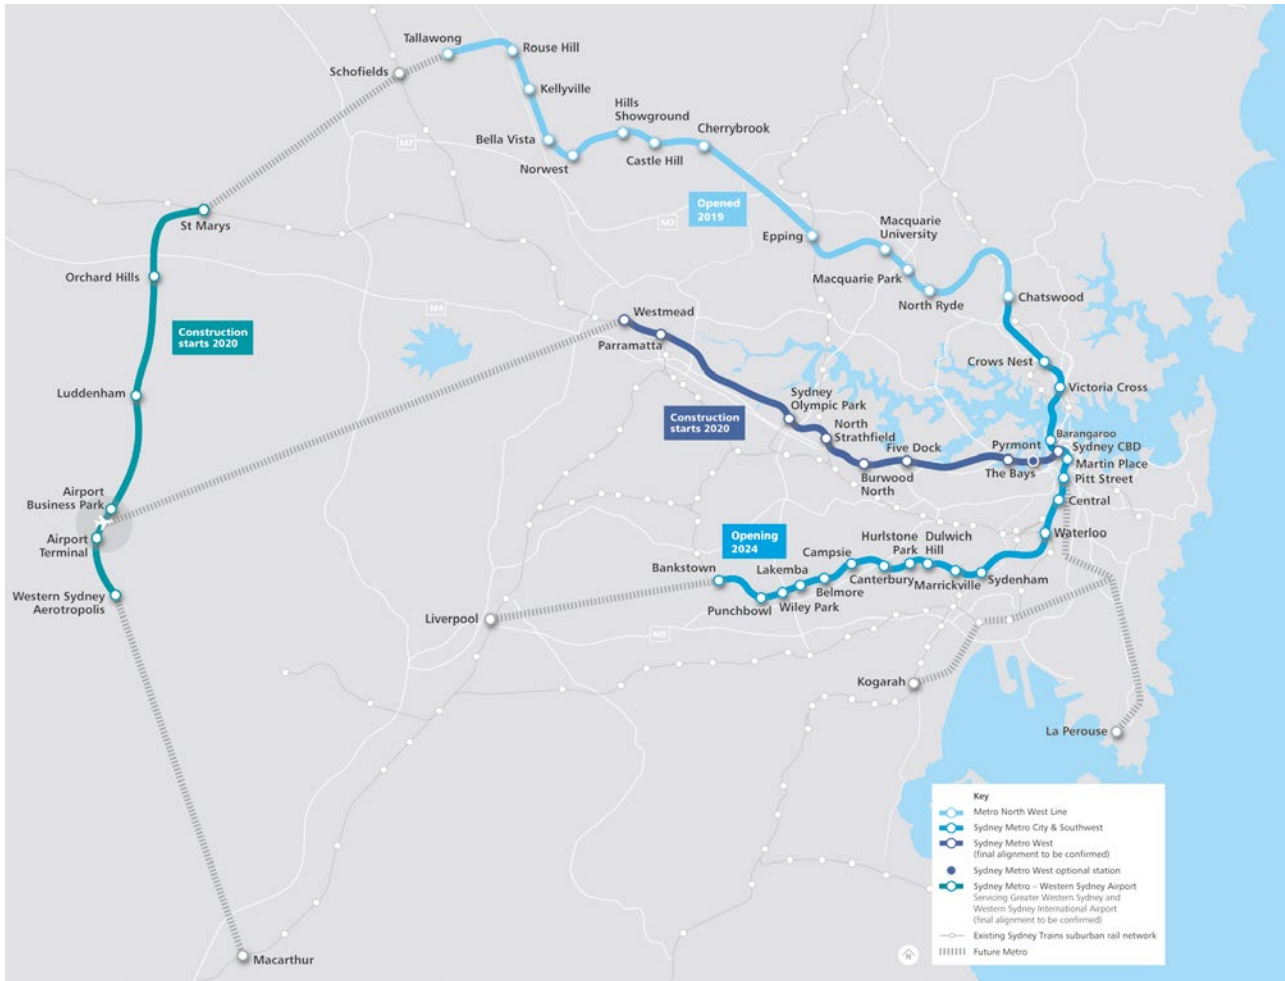 Tallawong
Rouse Hill
Schofields
Kellyville
Hills
Showground
Cherrybrook
Bella Vista
M7
Castle Hill
Norwest
Opened
2019
M2
St Marys
Macquarie
University
Epping
Orchard Hills
Macquarie Park
North Ryde
Chatswood
M4
Westmead
Construction
starts 2020
Parramatta
Crows Nest
Luddenham
Victoria Cross
Sydney
Olympic Park
Construction
starts 2020
North
Strathfield
Barangaroo
Five Dock
Pyrmont
Sydney CBD
Martin Place
The Bays
Pitt Street
Burwood
North
Airport
Business Park
Central
Airport
Terminal
Opening
2024
Waterloo
Hurlstone
Park
Dulwich
Hill
Campsie
Bankstown
Lakemba
Canterbury
Sydenham
Marrickville
Belmore
Western Sydney
Aerotropolis
Wiley Park
Punchbowl
Liverpool
M5
Kogarah
La Perouse
Macarthur
Key
Metro North West Line
Sydney Metro City & Southwest
Sydney Metro West
(final alignment to be confirmed)
Sydney Metro West optional station
Sydney Metro – Western Sydney Airport
Servicing Greater Western Sydney and
Western Sydney International Airport
(final alignment to be confirmed)
Existing Sydney Trains suburban rail network
Future Metro
N